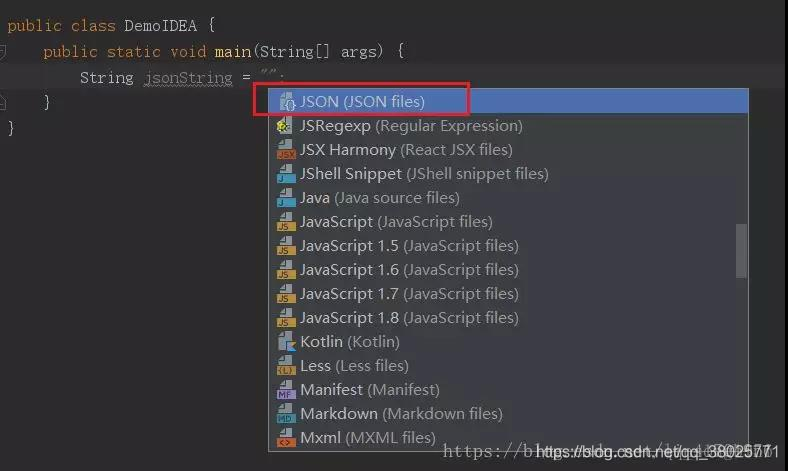 public class DemoIDEA {
public static void main(String[] args) {
String jsonString = "";
}
}
JSON (JSON files)
JSRegexp (Regular Expression)
JSX Harmony (React JSX files)
JShell Snippet (JShell snippet files)
Java (Java source files)
JavaScript (JavaScript files)
JavaScript 1.5 (JavaScript files)
JavaScript 1.6 (JavaScript files)
JavaScript 1.7 (JavaScript files)
JavaScript 1.8 (JavaScript files)
Kotlin (Kotlin)
Less (Less files)
Manifest (Manifest)
Markdown (Markdown files)
Mxml (MXML files)
https://blog.csdn.net/qq_38025771